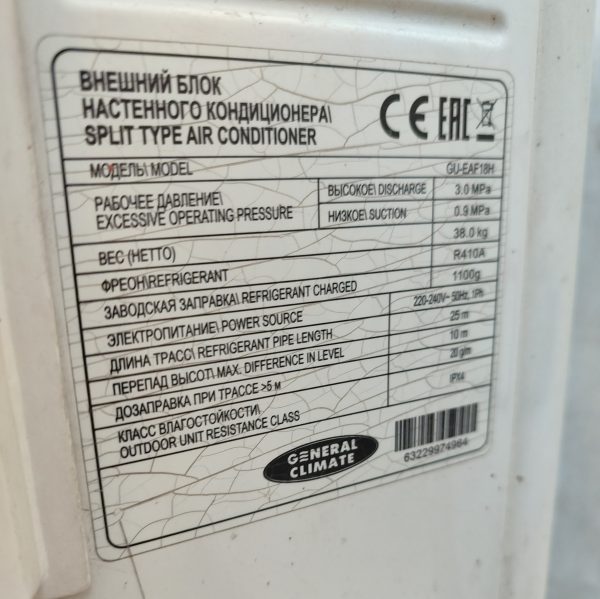 ВНЕШНИЙ БЛОК
НАСТЕННОГО КОНДИЦИОНЕРА\
SPLIT TYPE AIR CONDITIONER
CE EAC
МОДЕЛЬ\ MODEL GU-EAF18H
РАБОЧЕЕ ДАВЛЕНИЕ\
EXCESSIVE OPERATING PRESSURE
ВЫСОКОЕ\ DISCHARGE 3.0 MPa
НИЗКОЕ\ SUCTION 0.9 MPa
ВЕС (НЕТТО) 38.0 kg
ФРЕОН\REFRIGERANT R410A
ЗАВОДСКАЯ ЗАПРАВКА\ REFRIGERANT CHARGED 1100g
ЭЛЕКТРОПИТАНИЕ\ POWER SOURCE 220-240V~ 50Hz, 1Ph
ДЛИНА ТРАСС\ REFRIGERANT PIPE LENGTH 25 m
ПЕРЕПАД ВЫСОТ\ MAX. DIFFERENCE IN LEVEL 10 m
ДОЗАПРАВКА ПРИ ТРАССЕ >5 м 20 g/m
КЛАСС ВЛАГОСТОЙКОСТИ\ IPX4
OUTDOOR UNIT RESISTANCE CLASS
GENERAL
CLIMATE
63229974964